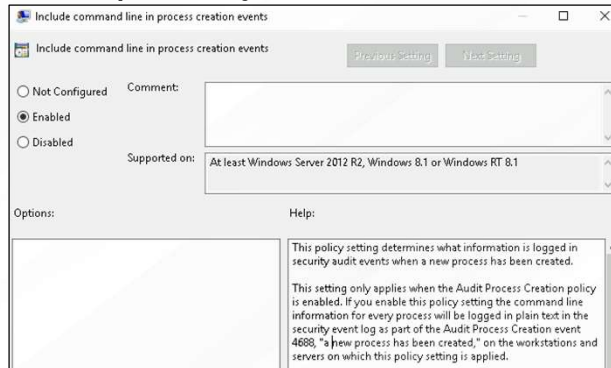 Include command line in process creation events
Include command line in process creation events
Previous Setting
Next Setting
Not Configured
Comment:
Enabled
Disabled
Supported on:
At least Windows Server 2012 R2, Windows 8.1 or Windows RT 8.1
Options:
Help:
This policy setting determines what information is logged in
security audit events when a new process has been created.
This setting only applies when the Audit Process Creation policy
is enabled. If you enable this policy setting the command line
information for every process will be logged in plain text in the
security event log as part of the Audit Process Creation event
4688, "a new process has been created," on the workstations and
servers on which this policy setting is applied.